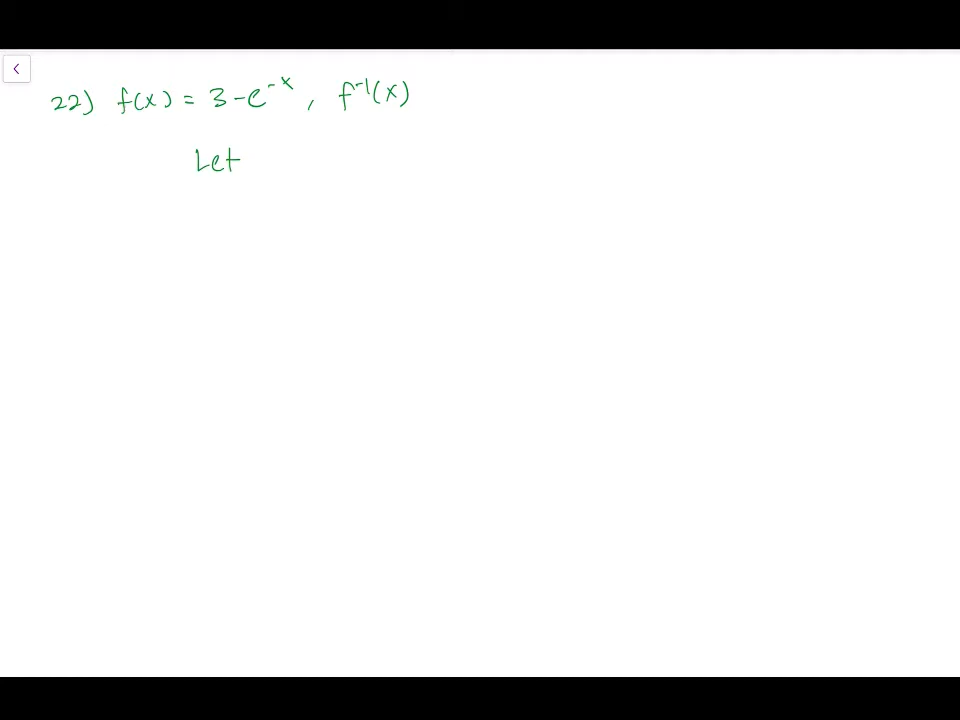 22) f(x) = 3 - e⁻ˣ , f⁻¹(x)
Let